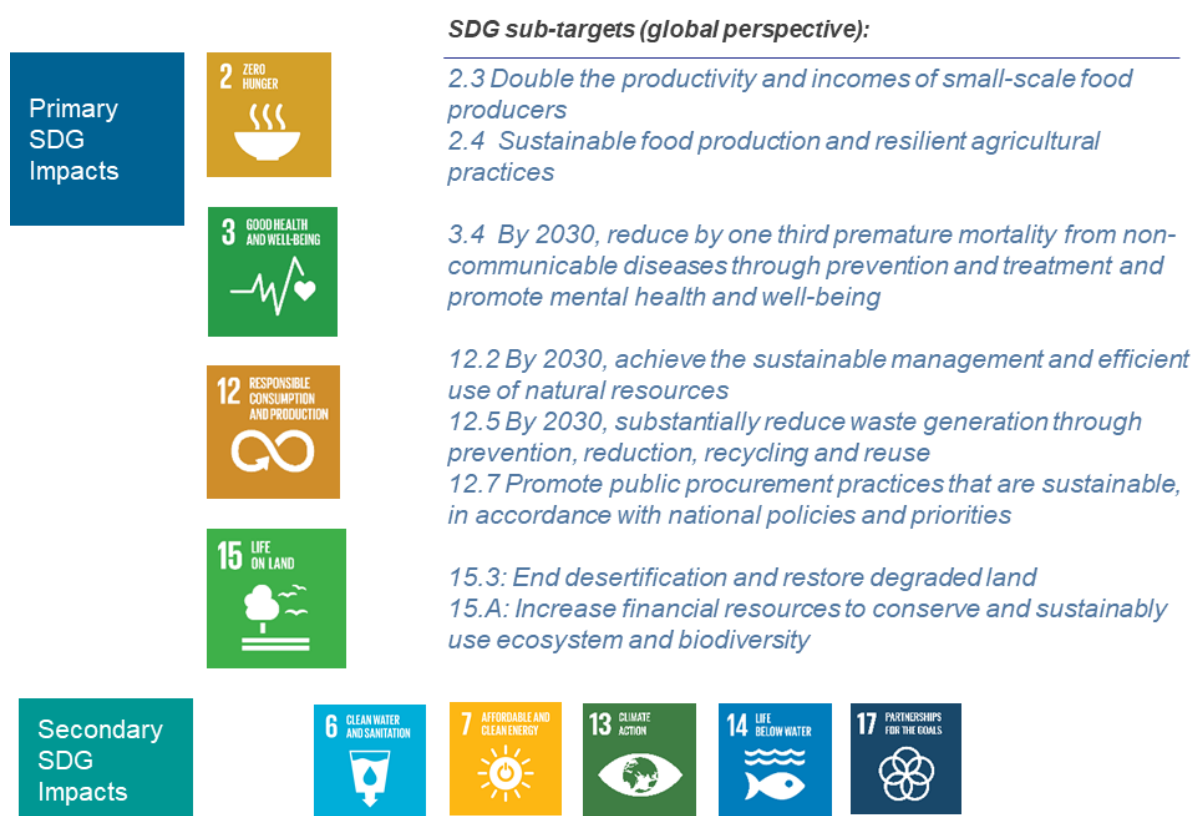 SDG sub-targets (global perspective):
Primary
SDG
Impacts
2 ZERO
HUNGER
2.3 Double the productivity and incomes of small-scale food
producers
2.4 Sustainable food production and resilient agricultural
practices
3 GOOD HEALTH
AND WELL-BEING
3.4 By 2030, reduce by one third premature mortality from non-
communicable diseases through prevention and treatment and
promote mental health and well-being
12 RESPONSIBLE
CONSUMPTION
AND PRODUCTION
12.2 By 2030, achieve the sustainable management and efficient
use of natural resources
12.5 By 2030, substantially reduce waste generation through
prevention, reduction, recycling and reuse
12.7 Promote public procurement practices that are sustainable,
in accordance with national policies and priorities
15 LIFE
ON LAND
15.3: End desertification and restore degraded land
15.A: Increase financial resources to conserve and sustainably
use ecosystem and biodiversity
Secondary
SDG
Impacts
6 CLEAN WATER
AND SANITATION
7 AFFORDABLE AND
CLEAN ENERGY
13 CLIMATE
ACTION
14 LIFE
BELOW WATER
17 PARTNERSHIPS
FOR THE GOALS